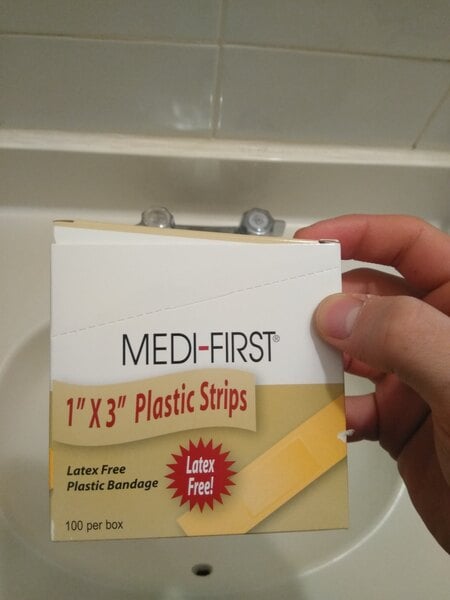 MEDI-FIRST®
1" X 3" Plastic Strips
Latex Free
Plastic Bandage
Latex
Free!
100 per box